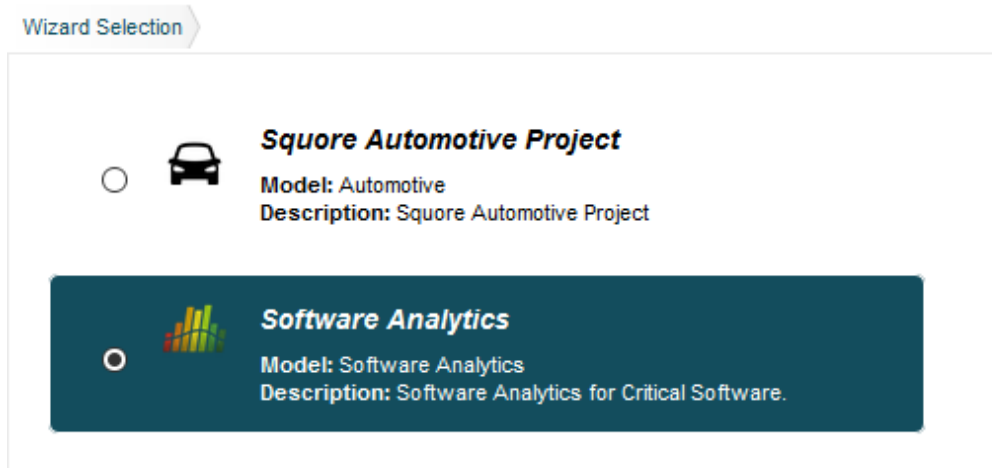 Wizard Selection
Squore Automotive Project
Model: Automotive
Description: Squore Automotive Project
Software Analytics
Model: Software Analytics
Description: Software Analytics for Critical Software.